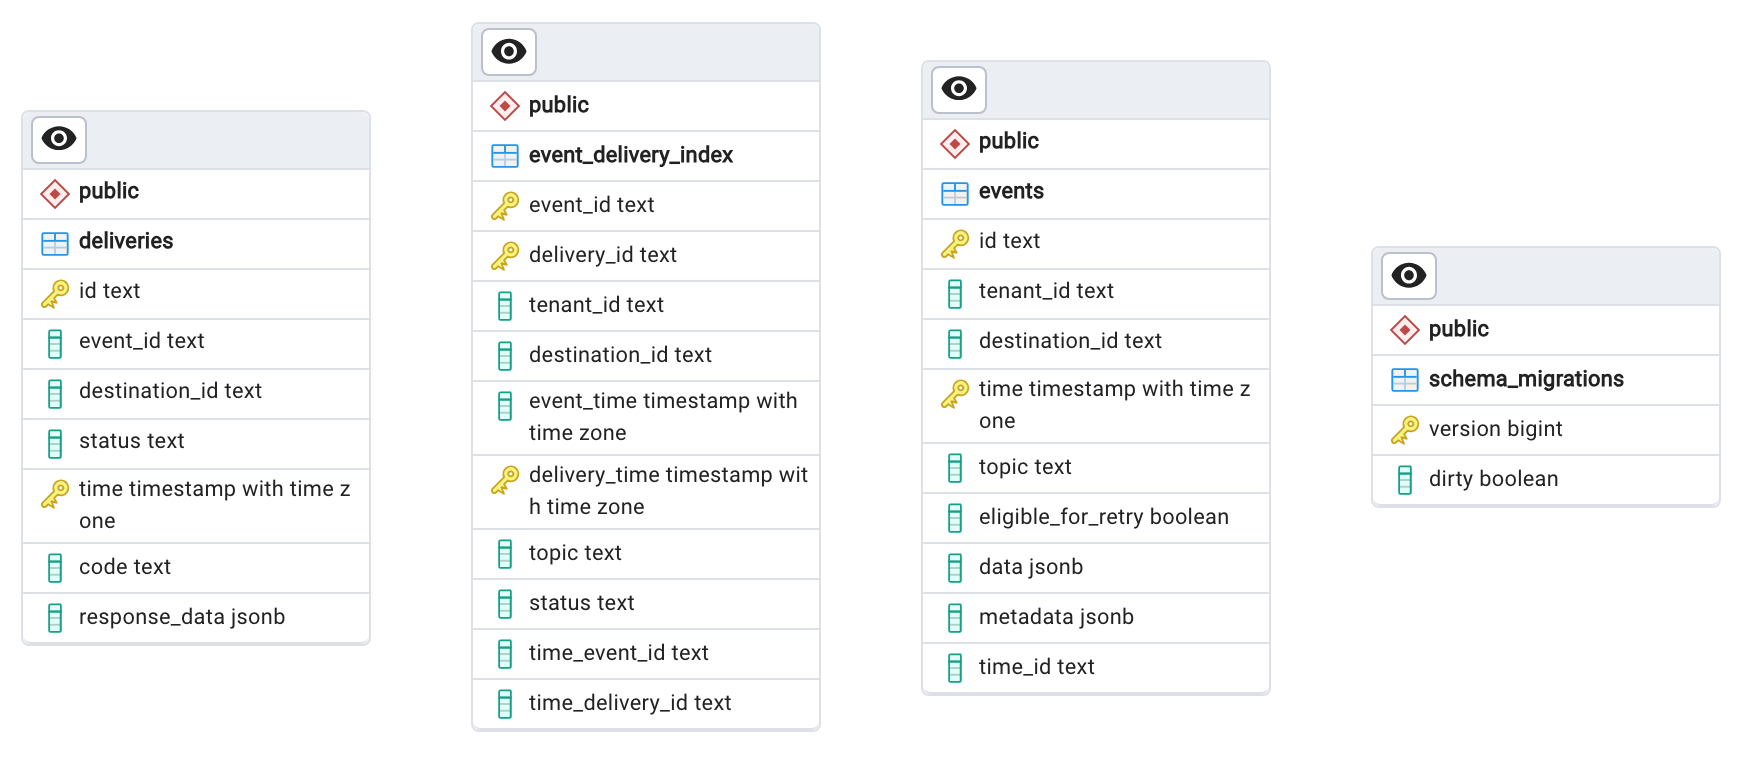 public
deliveries
id text
event_id text
destination_id text
status text
time timestamp with time z
one
code text
response_data jsonb
public
event_delivery_index
event_id text
delivery_id text
tenant_id text
destination_id text
event_time timestamp with
time zone
delivery_time timestamp wit
h time zone
topic text
status text
time_event_id text
time_delivery_id text
public
events
id text
tenant_id text
destination_id text
time timestamp with time z
one
topic text
eligible_for_retry boolean
data jsonb
metadata jsonb
time_id text
public
schema_migrations
version bigint
dirty boolean